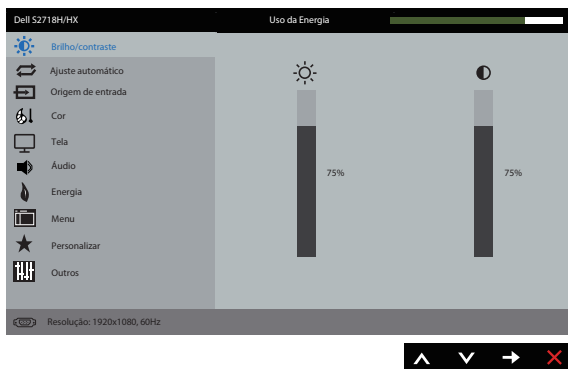 Dell S2718H/HX
Uso da Energia
Brilho/contraste
Ajuste automático
Origem de entrada
Cor
Tela
Áudio
Energia
Menu
Personalizar
Outros
75%
75%
Resolução: 1920x1080, 60Hz